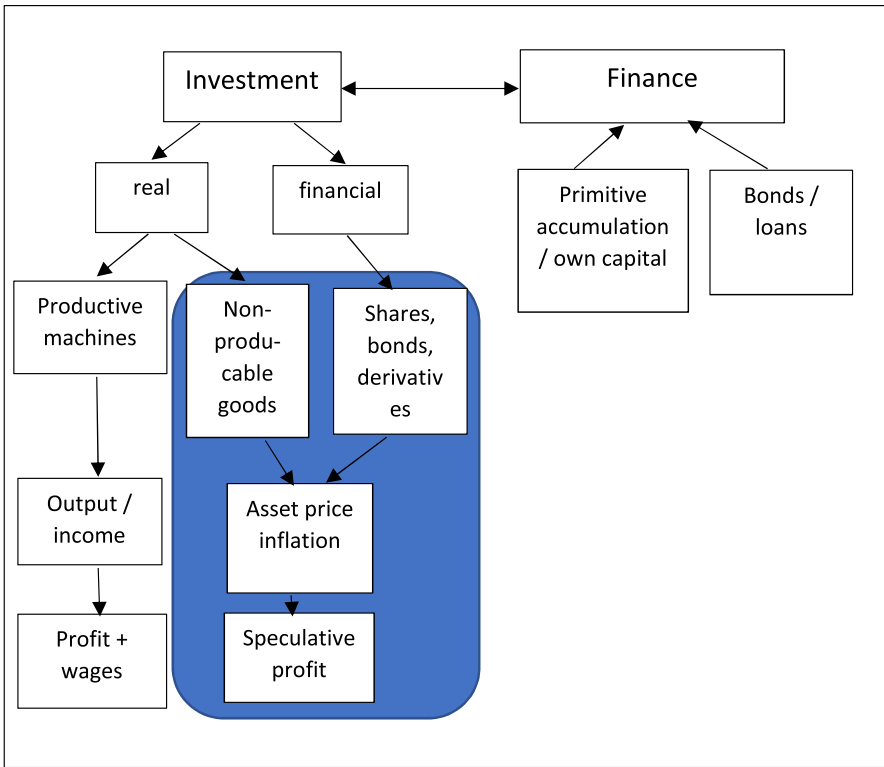 Investment
Finance
real
financial
Primitive
accumulation
/ own capital
Bonds /
loans
Productive
machines
Non-
produ-
cable
goods
Shares,
bonds,
derivativ
es
Output /
income
Asset price
inflation
Profit +
wages
Speculative
profit